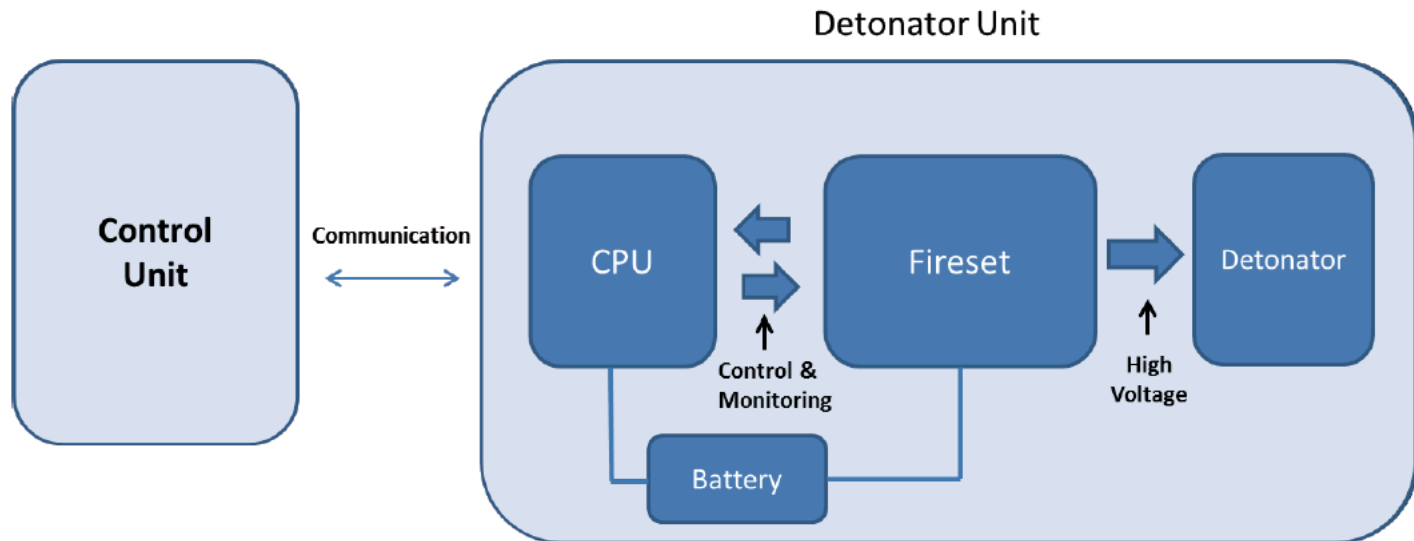 Detonator Unit
Control
Unit
Communication
CPU
Fireset
Detonator
Control &
Monitoring
High
Voltage
Battery